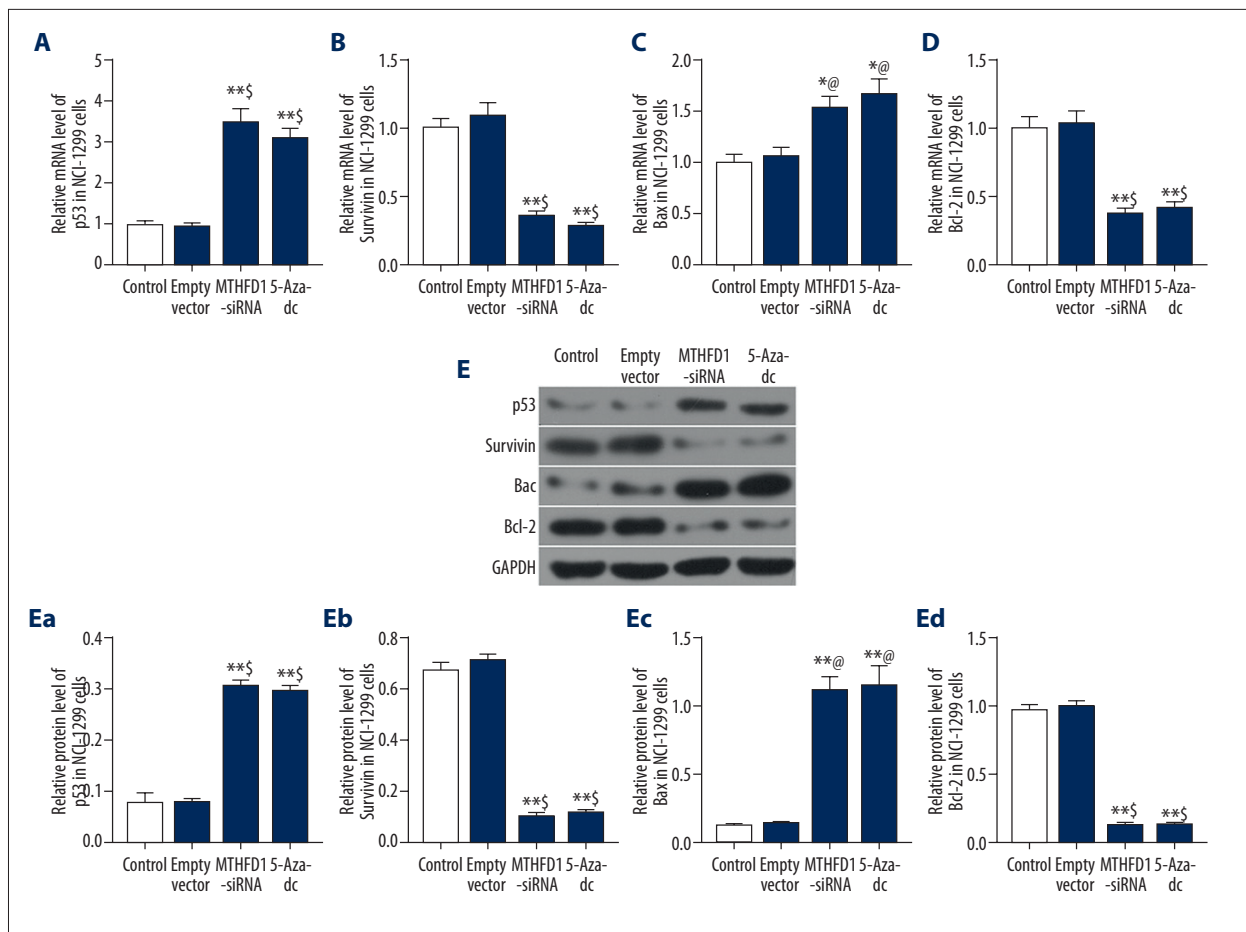 A
Relative mRNA level of
p53 in NCI-1299 cells
5
4
3
2
1
0
**$
**$
Control Empty MTHFD1 5-Aza-
vector -siRNA dc
B
Relative mRNA level of
Survivin in NCI-1299 cells
1.5
1.0
0.5
0.0
**$
**$
Control Empty MTHFD1 5-Aza-
vector -siRNA dc
C
Relative mRNA level of
Bax in NCI-1299 cells
2.0
1.5
1.0
0.5
0.0
*@
*@
Control Empty MTHFD1 5-Aza-
vector -siRNA dc
D
Relative mRNA level of
Bcl-2 in NCI-1299 cells
1.5
1.0
0.5
0.0
**$
**$
Control Empty MTHFD1 5-Aza-
vector -siRNA dc
E
Control Empty MTHFD1 5-Aza-
vector -siRNA dc
p53
Survivin
Bac
Bcl-2
GAPDH
Ea
Relative protein level of
p53 in NCI-1299 cells
0.4
0.3
0.2
0.1
0.0
**$
**$
Control Empty MTHFD1 5-Aza-
vector -siRNA dc
Eb
Relative protein level of
Survivin in NCI-1299 cells
0.8
0.6
0.4
0.2
0.0
**$
**$
Control Empty MTHFD1 5-Aza-
vector -siRNA dc
Ec
Relative protein level of
Bax in NCI-1299 cells
1.5
1.0
0.5
0.0
**@
**@
Control Empty MTHFD1 5-Aza-
vector -siRNA dc
Ed
Relative protein level of
Bcl-2 in NCI-1299 cells
1.5
1.0
0.5
0.0
**$
**$
Control Empty MTHFD1 5-Aza-
vector -siRNA dc